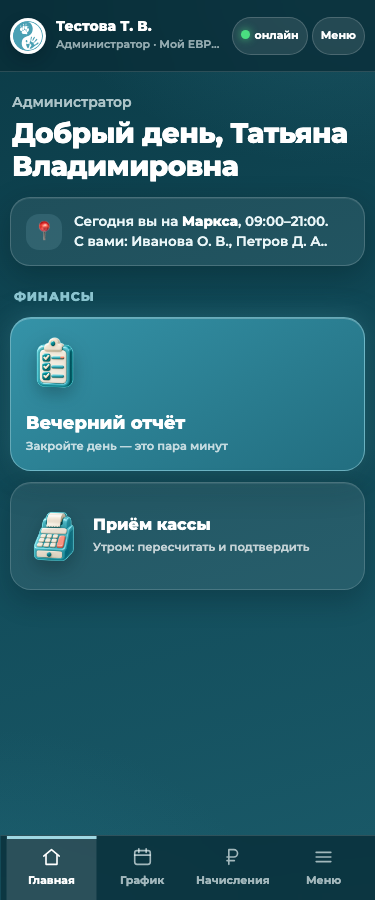 Тестова Т. В.
Администратор · Мой ЕВР...
онлайн
Меню
Администратор
Добрый день, Татьяна
Владимировна
Сегодня вы на Маркса, 09:00–21:00.
С вами: Иванова О. В., Петров Д. А..
ФИНАНСЫ
Вечерний отчёт
Закройте день — это пара минут
Приём кассы
Утром: пересчитать и подтвердить
Главная
График
Начисления
Меню